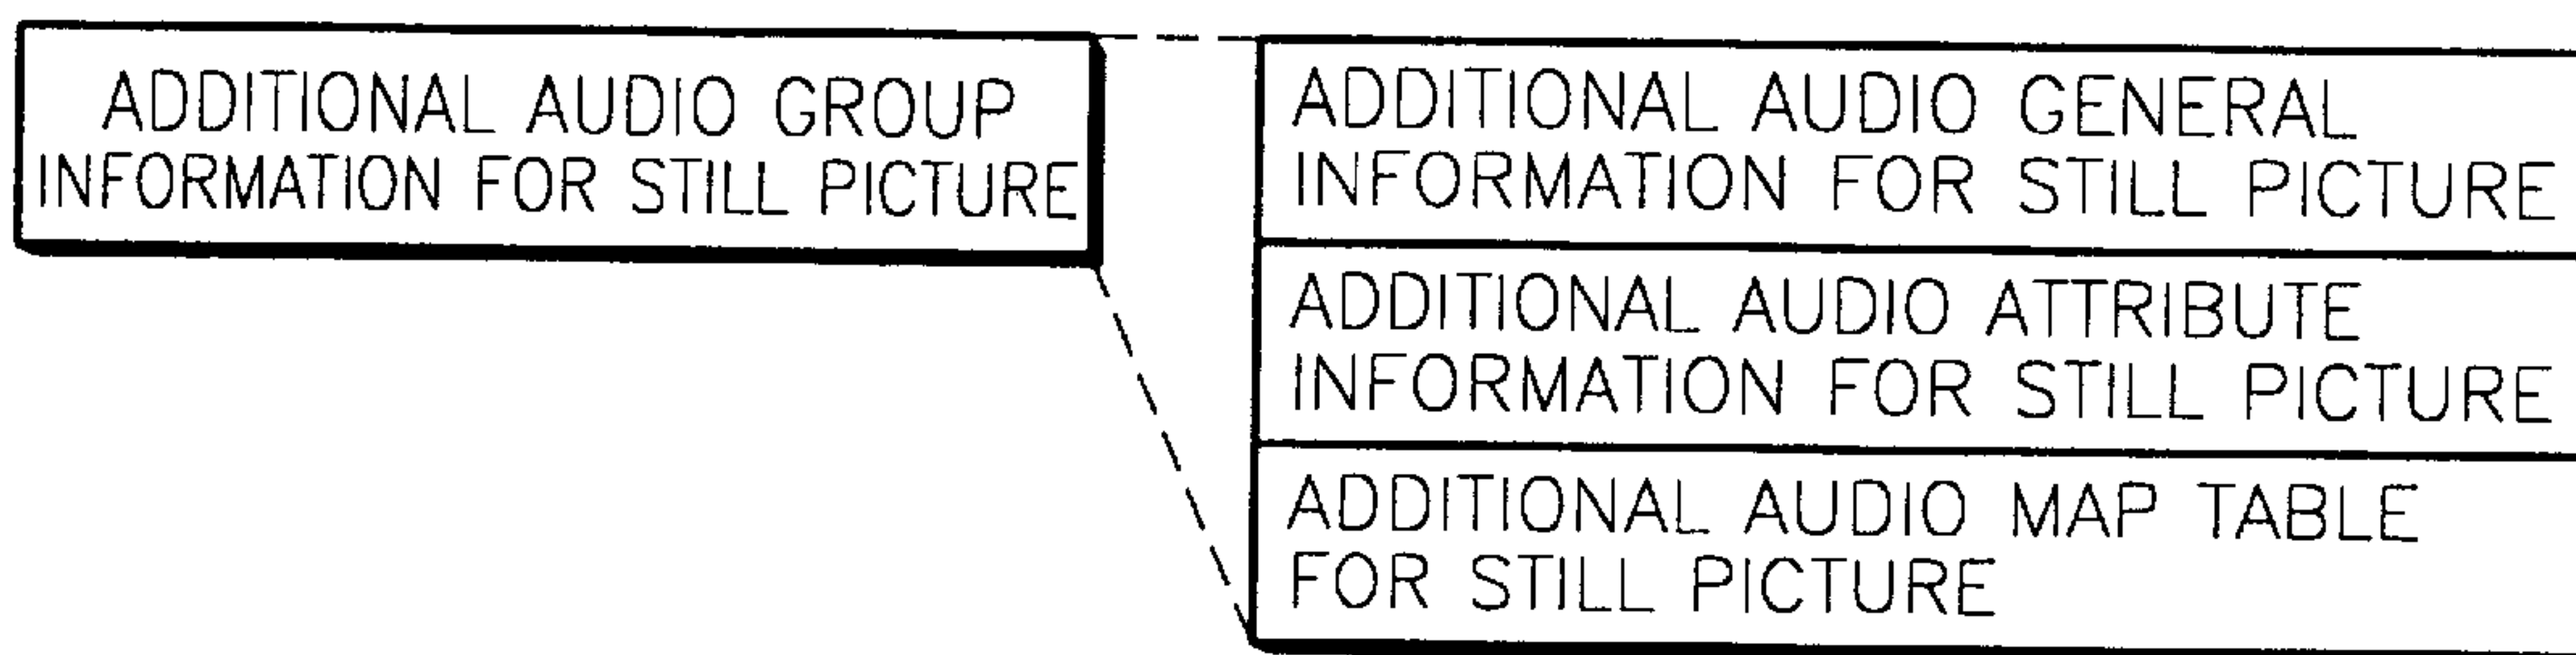 ADDITIONAL AUDIO GROUP
INFORMATION FOR STILL PICTURE
ADDITIONAL AUDIO GENERAL
INFORMATION FOR STILL PICTURE
ADDITIONAL AUDIO ATTRIBUTE
INFORMATION FOR STILL PICTURE
ADDITIONAL AUDIO MAP TABLE
FOR STILL PICTURE